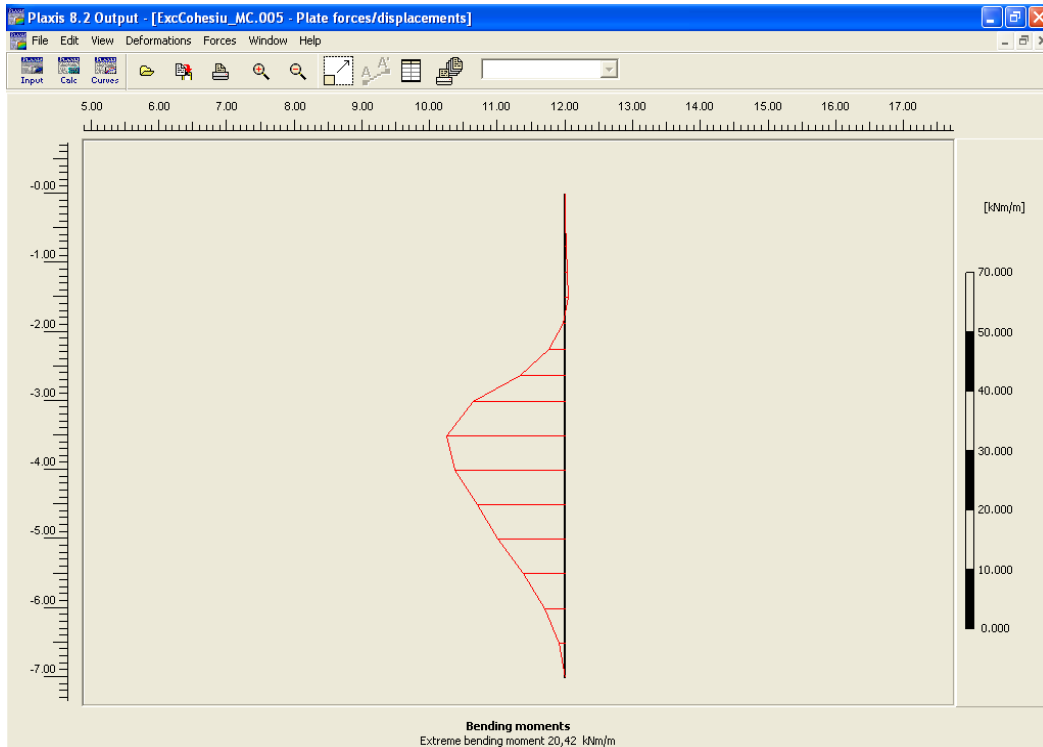 Plaxis 8.2 Output - [ExcCohesiu_MC.005 - Plate forces/displacements]
File Edit View Deformations Forces Window Help
Input Calc Curves
5.00 6.00 7.00 8.00 9.00 10.00 11.00 12.00 13.00 14.00 15.00 16.00 17.00
-0.00
-1.00
-2.00
-3.00
-4.00
-5.00
-6.00
-7.00
[kNm/m]
70.000
50.000
40.000
30.000
20.000
10.000
0.000
Bending moments
Extreme bending moment 20,42 kNm/m